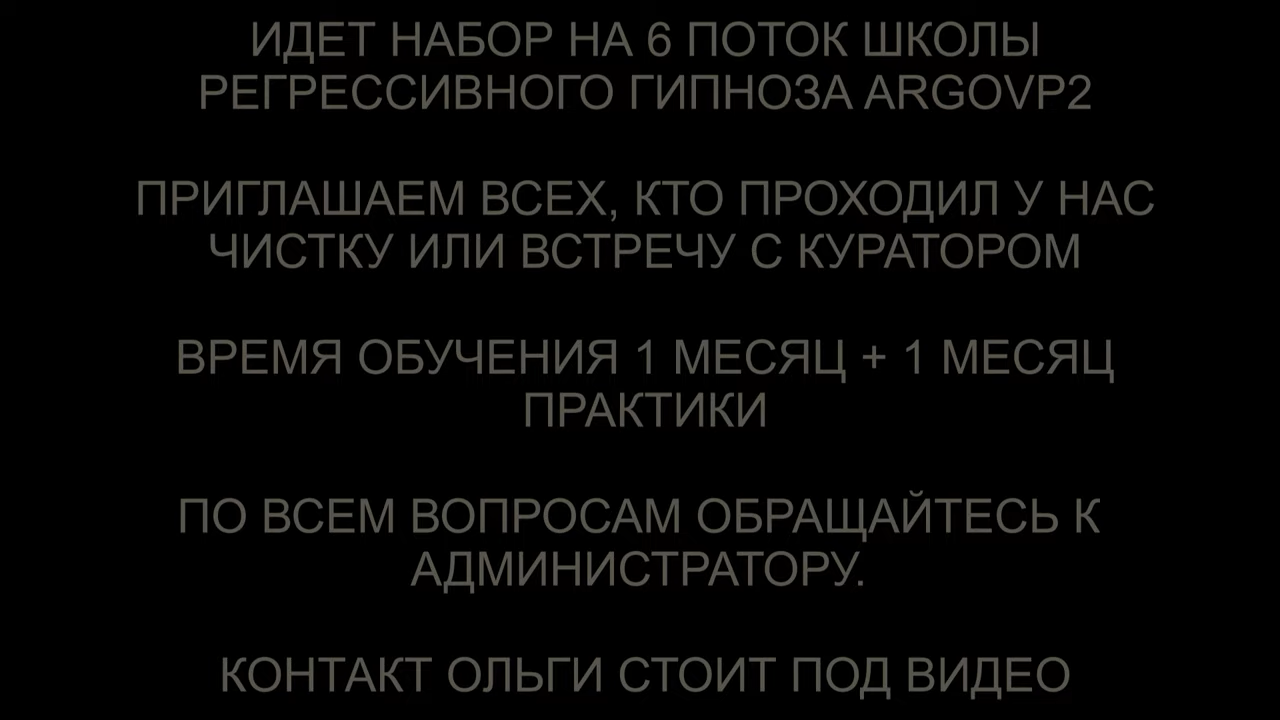 ИДЕТ НАБОР НА 6 ПОТОК ШКОЛЫ
РЕГРЕССИВНОГО ГИПНОЗА ARGOVP2
ПРИГЛАШАЕМ ВСЕХ, КТО ПРОХОДИЛ У НАС
ЧИСТКУ ИЛИ ВСТРЕЧУ С КУРАТОРОМ
ВРЕМЯ ОБУЧЕНИЯ 1 МЕСЯЦ + 1 МЕСЯЦ
ПРАКТИКИ
ПО ВСЕМ ВОПРОСАМ ОБРАЩАЙТЕСЬ К
АДМИНИСТРАТОРУ.
КОНТАКТ ОЛЬГИ СТОИТ ПОД ВИДЕО